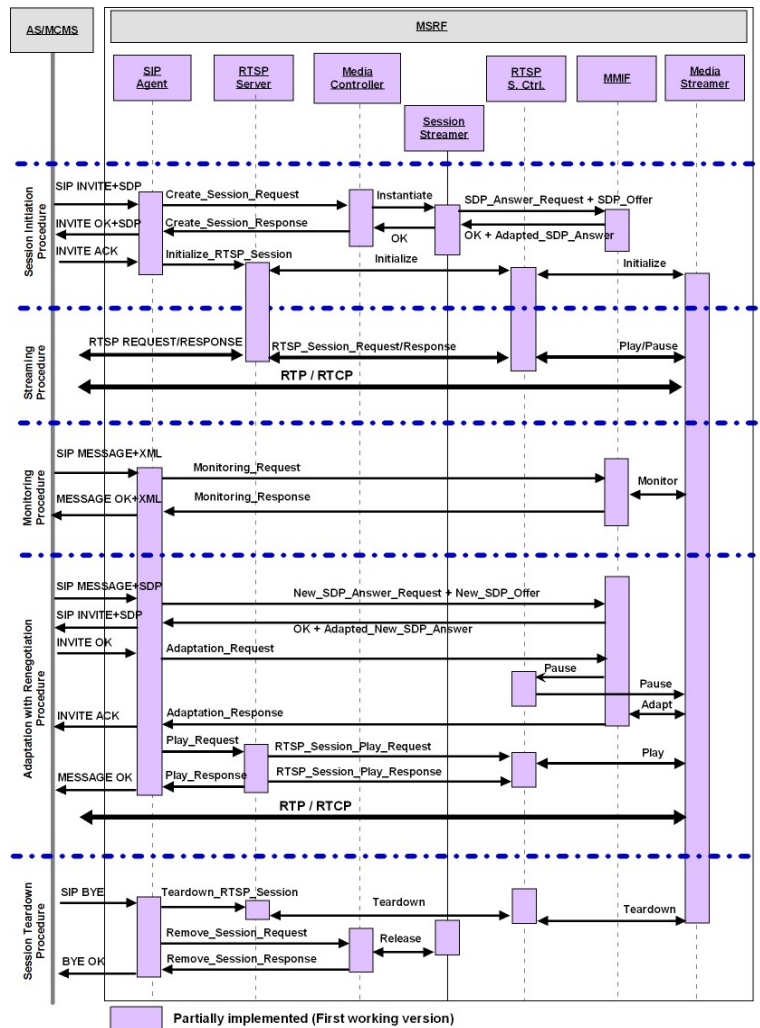 AS/MCMS
MSRF
SIP
Agent
RTSP
Server
Media
Controller
Session
Streamer
RTSP
S. Ctrl.
MMIF
Media
Streamer
Session Initiation
Procedure
SIP INVITE+SDP
Create_Session_Request
Instantiate
SDP_Answer_Request + SDP_Offer
INVITE OK+SDP
Create_Session_Response
OK
OK + Adapted_SDP_Answer
INVITE ACK
Initialize_RTSP_Session
Initialize
Initialize
Streaming
Procedure
RTSP REQUEST/RESPONSE
RTSP_Session_Request/Response
Play/Pause
RTP / RTCP
Monitoring
Procedure
SIP MESSAGE+XML
Monitoring_Request
Monitor
MESSAGE OK+XML
Monitoring_Response
Adaptation with Renegotiation
Procedure
SIP MESSAGE+SDP
New_SDP_Answer_Request + New_SDP_Offer
SIP INVITE+SDP
OK + Adapted_New_SDP_Answer
INVITE OK
Adaptation_Request
Pause
Pause
Adapt
INVITE ACK
Adaptation_Response
Play_Request
RTSP_Session_Play_Request
Play
MESSAGE OK
Play_Response
RTSP_Session_Play_Response
RTP / RTCP
Session Teardown
Procedure
SIP BYE
Teardown_RTSP_Session
Teardown
Teardown
Remove_Session_Request
Release
BYE OK
Remove_Session_Response
Partially implemented (First working version)